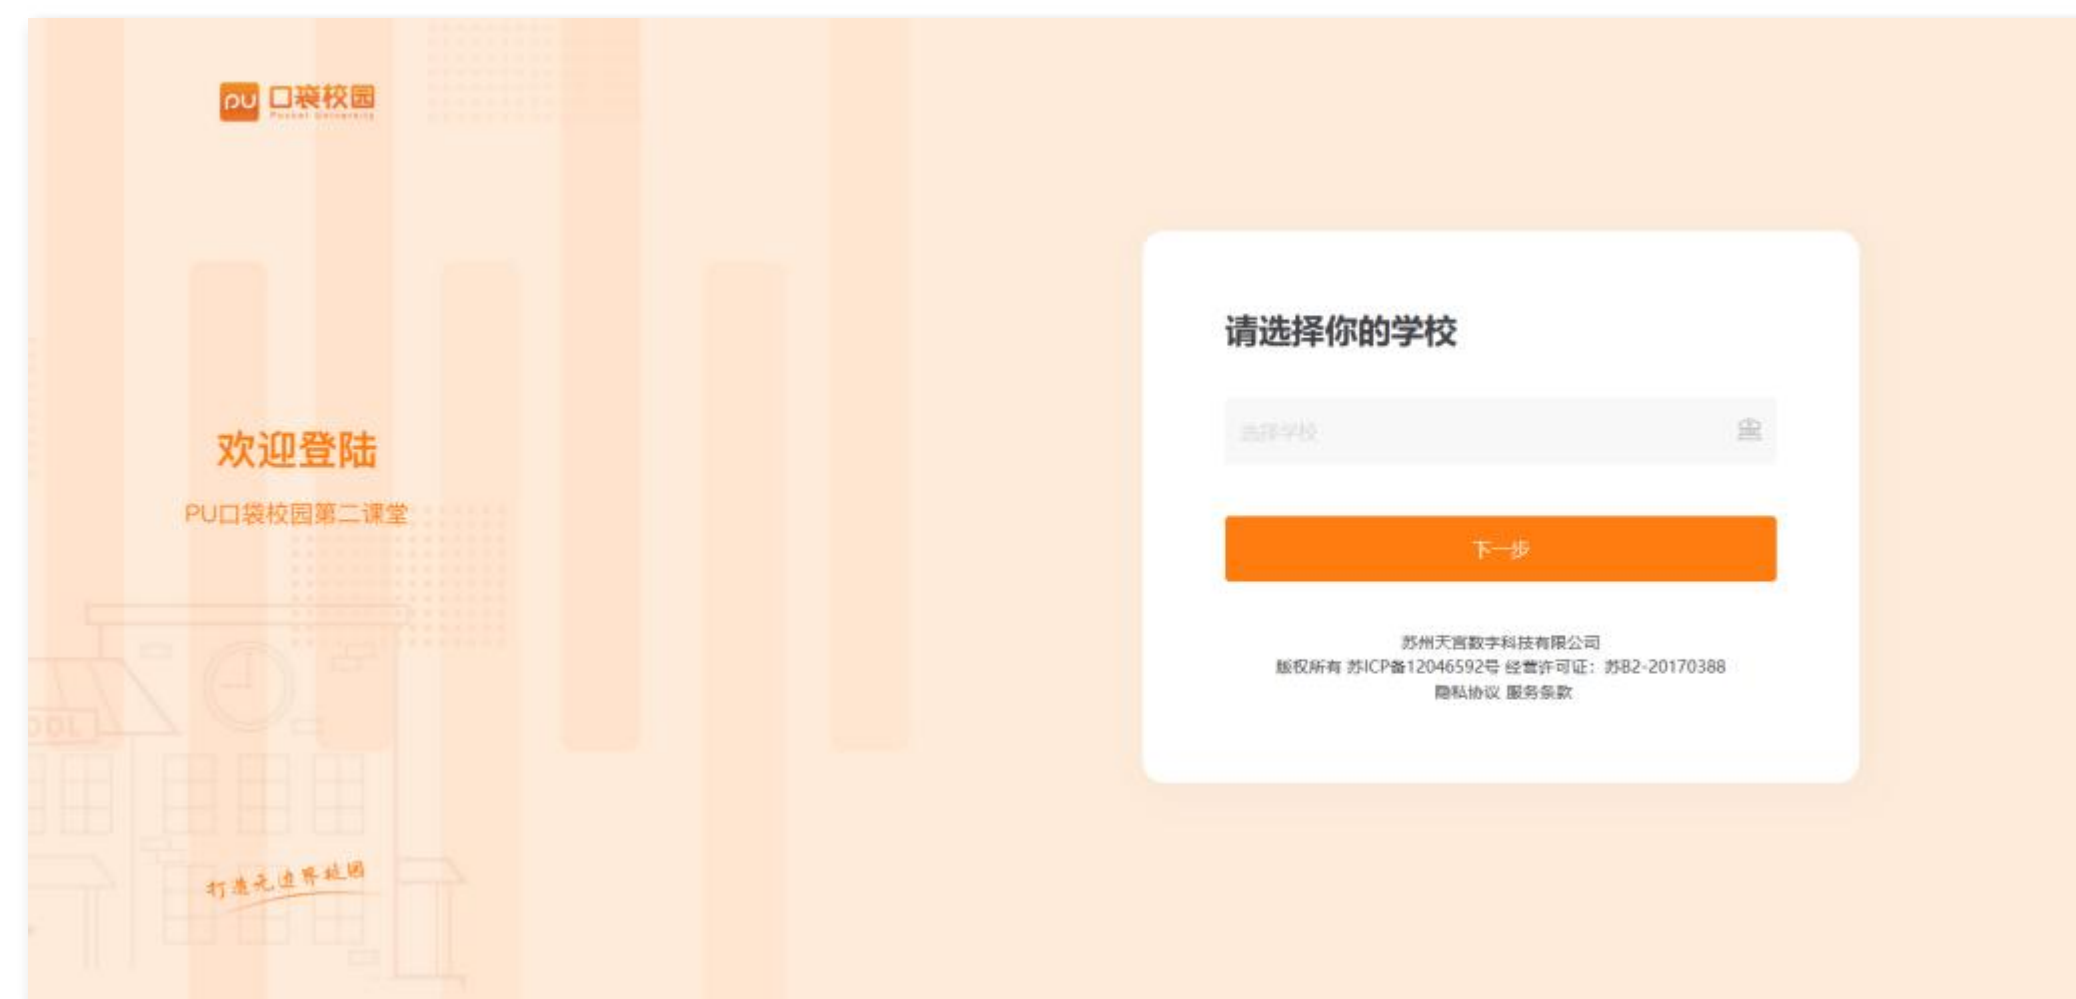 pu 口袋校园
Pocket University
欢迎登陆
PU口袋校园第二课堂
OOL
打造无边界校园
请选择你的学校
选择学校
下一步
苏州天宫数字科技有限公司
版权所有 苏ICP备12046592号 经营许可证：苏B2-20170388
隐私协议 服务条款